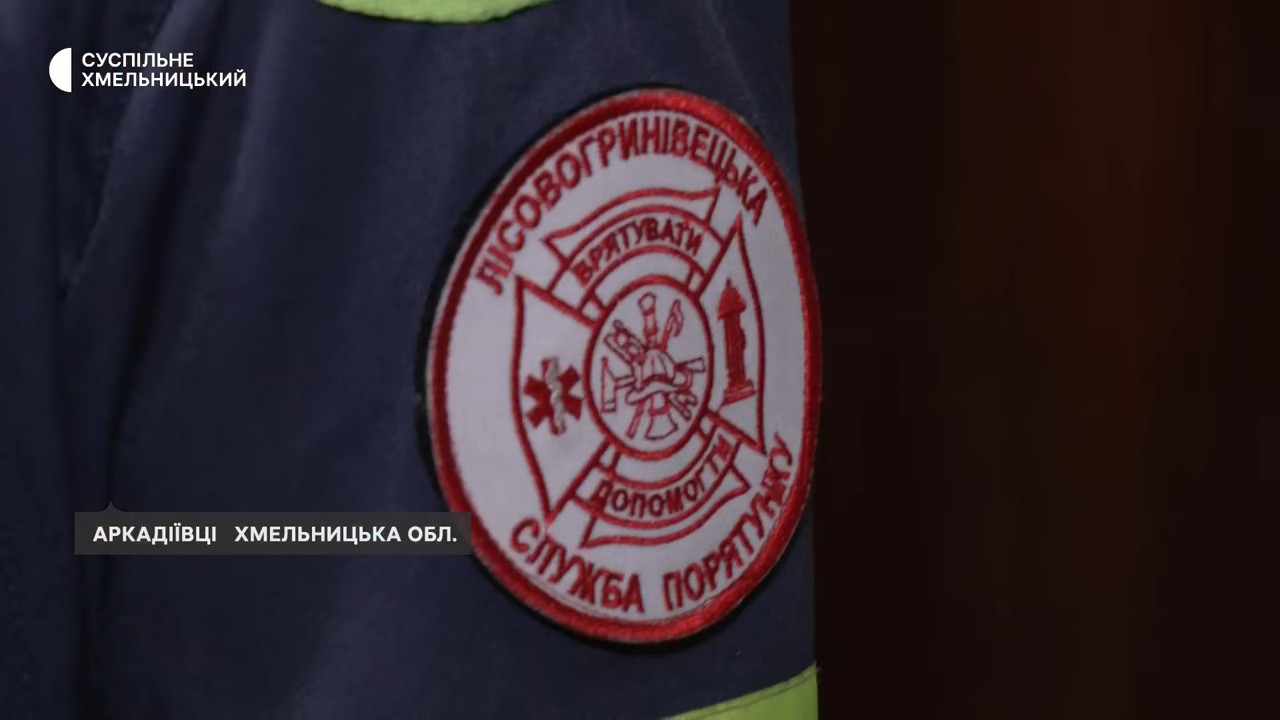 СУСПІЛЬНЕ
ХМЕЛЬНИЦЬКИЙ
ЛІСОВОГРИНІВЕЦЬКА
ВРЯТУВАТИ
ДОПОМОГТИ
СЛУЖБА ПОРЯТУНКУ
АРКАДІЇВЦІ ХМЕЛЬНИЦЬКА ОБЛ.